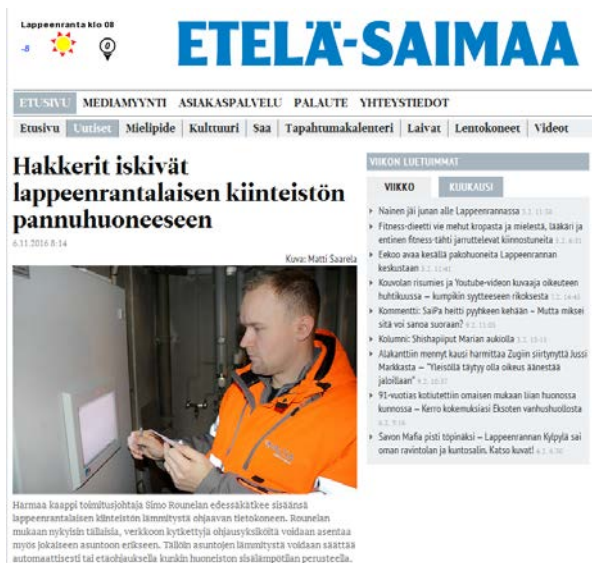 Lappeenranta klo 08
-8
0
ETELÄ-SAIMAA
ETUSIVU MEDIAMYYNTI ASIAKASPALVELU PALAUTE YHTEYSTIEDOT
Etusivu Uutiset Mielipide Kulttuuri Saa Tapahtumakalenteri Laivat Lentokoneet Videot
Hakkerit iskivät
lappeenrantalaisen kiinteistön
pannuhuoneeseen
6.11.2016 8:14
Kuva: Matti Saarela
Harmaa kaappi toimitusjohtaja Simo Rounelan edessäkätkee sisäänsä
lappeenrantalaisen kiinteistön lämmitystä ohjaavan tietokoneen. Rounelan
mukaan nykyisin tällaisia, verkkoon kytkettyjä ohjausyksiköitä voidaan asentaa
myös jokaiseen asuntoon erikseen. Tällöin asuntojen lämmitystä voidaan säättää
automaattisesti tai etäohjauksella kunkin huoneiston sisälämpötilan perusteella.
VIIKON LUETUIMMAT
VIIKKO KUUKAUSI
Nainen jäi junan alle Lappeenrannassa
Fitness-dieetti vie mehut kropasta ja mielestä, lääkäri ja
entinen fitness-tähti jarruttelevat kiinnostuneita
Eekoo avaa kesällä pakohuoneita Lappeenrannan
keskustaan
Kouvolan risumies ja Youtube-videon kuvaaja oikeuteen
huhtikuussa – kumpikin syytteeseen rikoksesta
Kommentti: SaiPa heitti pyyhkeen kehään – Mutta miksei
sitä voi sanoa suoraan?
Kolumni: Shishapiiput Marian aukiolla
Alakanttiin mennyt kausi harmittaa Zugiin siirtynyttä Jussi
Markkasta – "Yleisöllä täytyy olla oikeus äänestää
jaloillaan"
91-vuotias kotiutettiin omaisen mukaan liian huonossa
kunnossa – Kerro kokemuksiasi Eksoten vanhushuollosta
Savon Mafia pisti töpinäksi – Lappeenrannan Kylpylä sai
oman ravintolan ja kuntosalin. Katso kuvat!